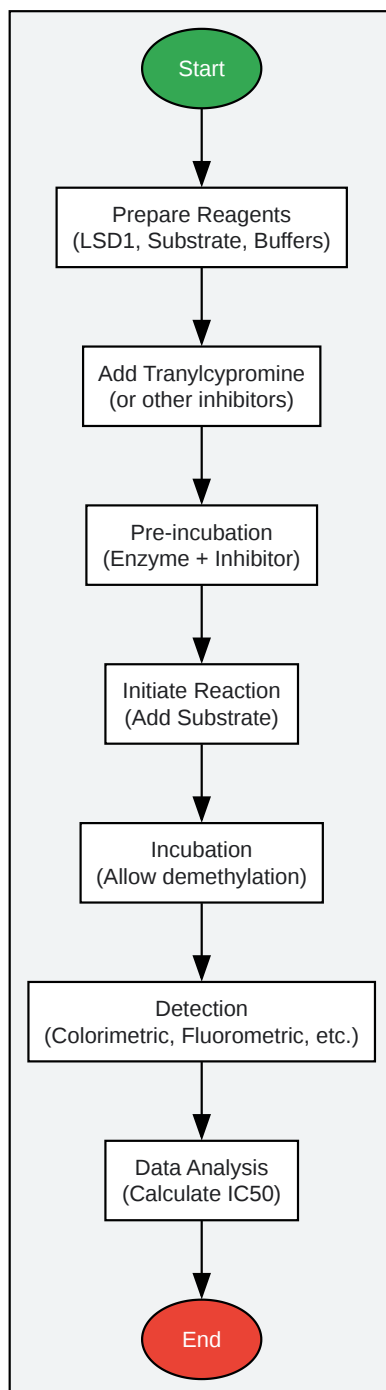 Start
Prepare Reagents
(LSD1, Substrate, Buffers)
Add Tranylcypromine
(or other inhibitors)
Pre-incubation
(Enzyme + Inhibitor)
Initiate Reaction
(Add Substrate)
Incubation
(Allow demethylation)
Detection
(Colorimetric, Fluorometric, etc.)
Data Analysis
(Calculate IC50)
End